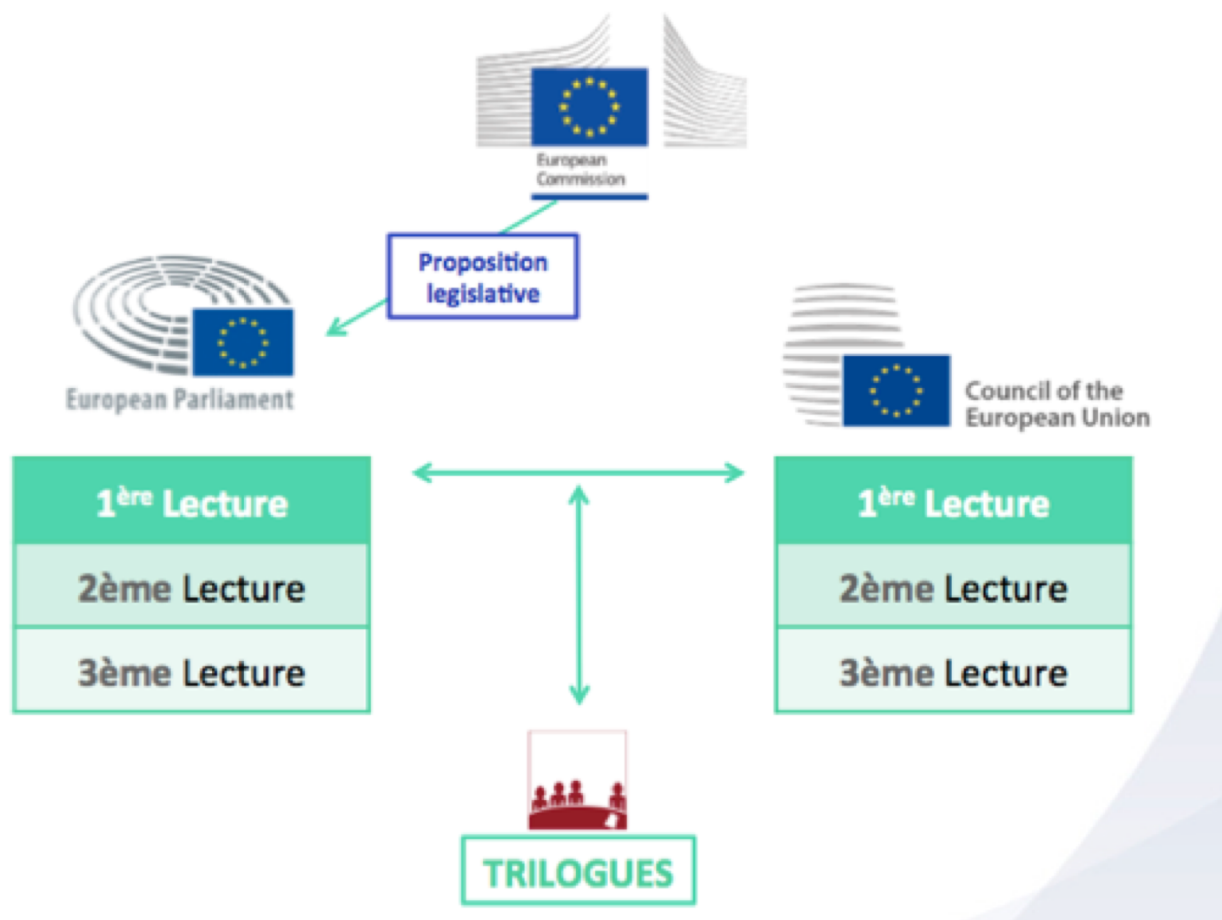 European
Commission
Proposition
legislative
European Parliament
Council of the
European Union
1ère Lecture
2ème Lecture
3ème Lecture
1ère Lecture
2ème Lecture
3ème Lecture
TRILOGUES